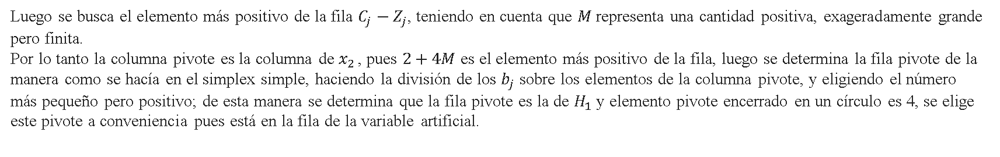 Luego se busca el elemento más positivo de la fila C_j − Z_j, teniendo en cuenta que M representa una cantidad positiva, exageradamente grande
pero finita.
Por lo tanto la columna pivote es la columna de x_2 , pues 2 + 4M es el elemento más positivo de la fila, luego se determina la fila pivote de la
manera como se hacía en el simplex simple, haciendo la división de los b_j sobre los elementos de la columna pivote, y eligiendo el número
más pequeño pero positivo; de esta manera se determina que la fila pivote es la de H_1 y elemento pivote encerrado en un círculo es 4, se elige
este pivote a conveniencia pues está en la fila de la variable artificial.